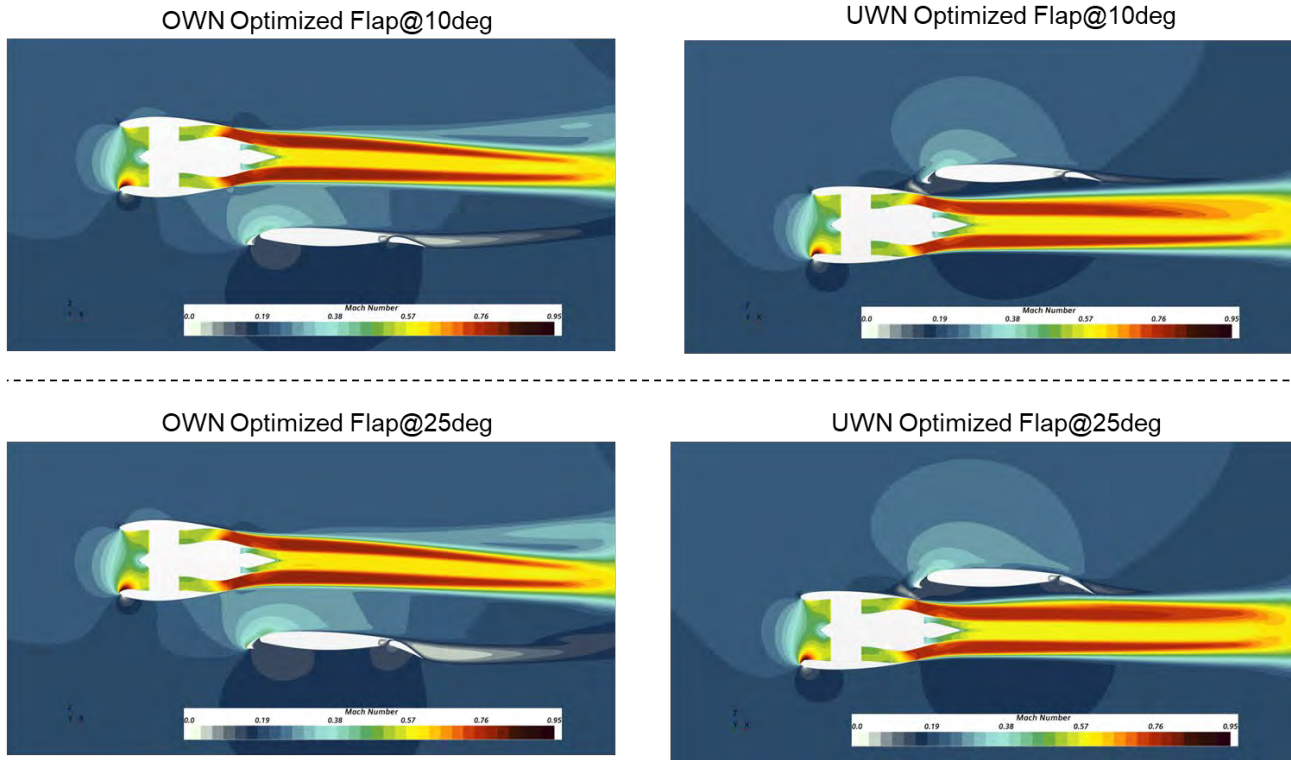 OWN Optimized Flap@10deg
UWN Optimized Flap@10deg
Mach Number
0.0 0.19 0.38 0.57 0.76 0.95
Mach Number
0.0 0.19 0.38 0.57 0.76 0.95
Z
Y X
Y X
OWN Optimized Flap@25deg
UWN Optimized Flap@25deg
Mach Number
0.0 0.19 0.38 0.57 0.76 0.95
Mach Number
0.0 0.19 0.38 0.57 0.76 0.95
Z
Y X
Z
Y X